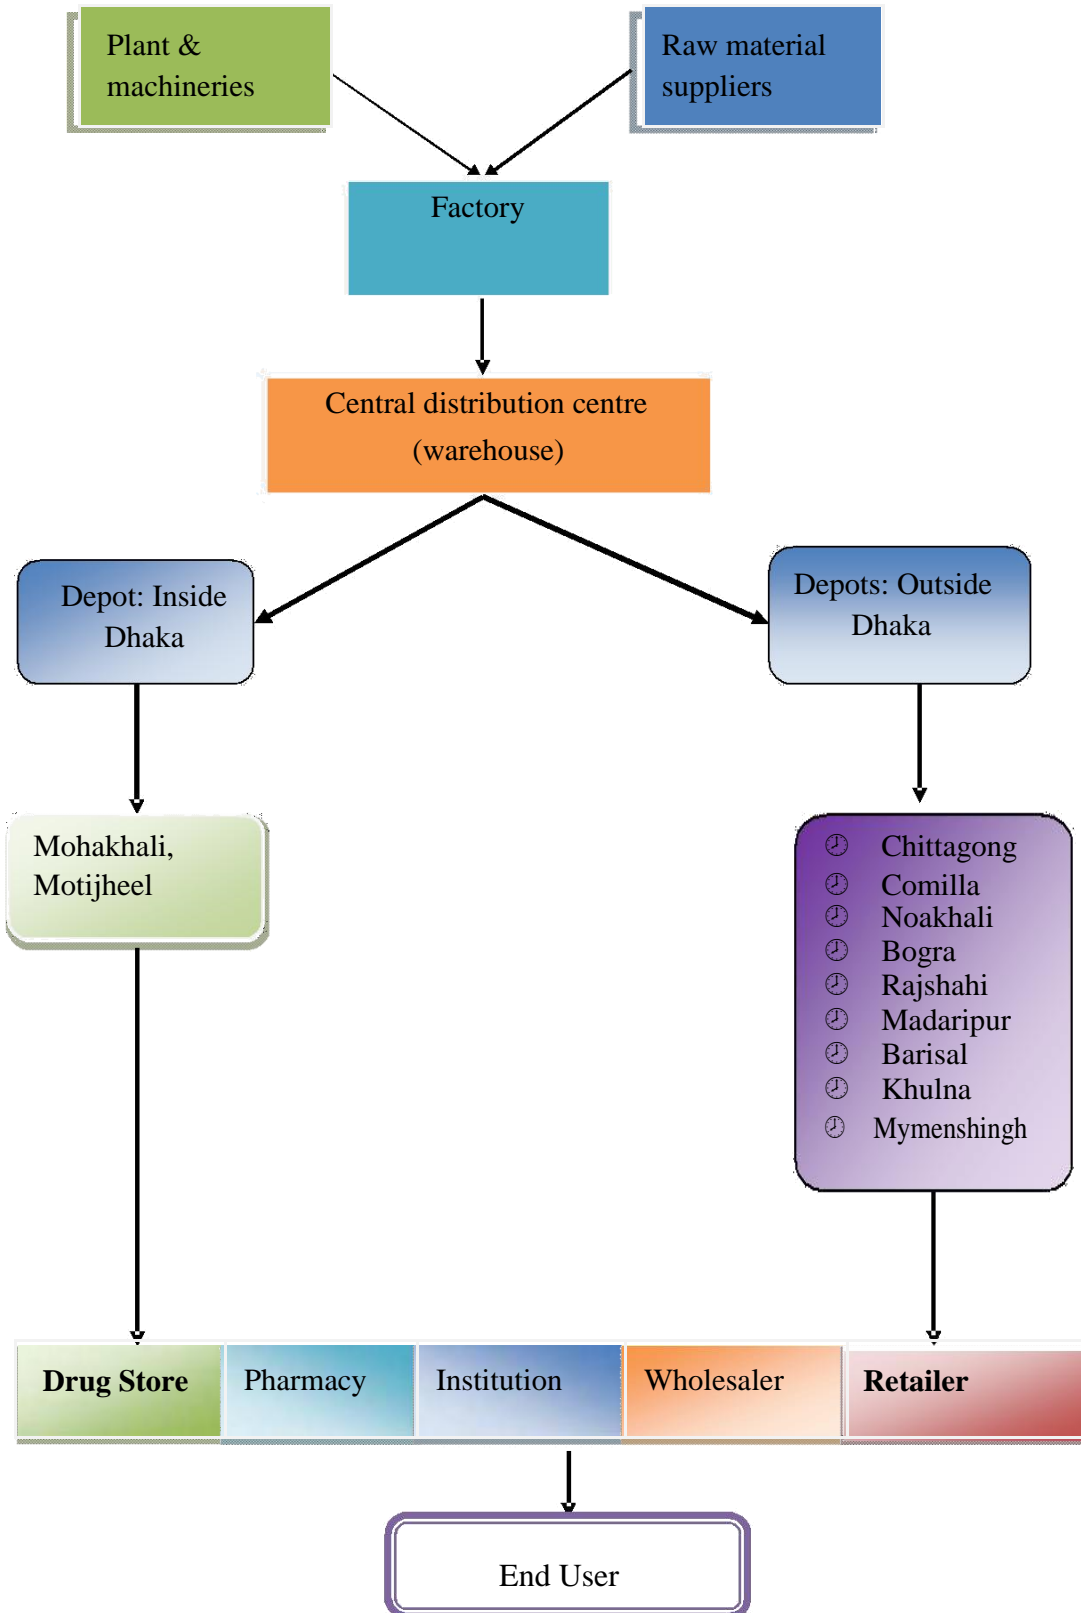 Plant &
machineries
Raw material
suppliers
Factory
Central distribution centre
(warehouse)
Depot: Inside
Dhaka
Depots: Outside
Dhaka
Mohakhali,
Motijheel
Chittagong
Comilla
Noakhali
Bogra
Rajshahi
Madaripur
Barisal
Khulna
Mymenshingh
Drug Store
Pharmacy
Institution
Wholesaler
Retailer
End User